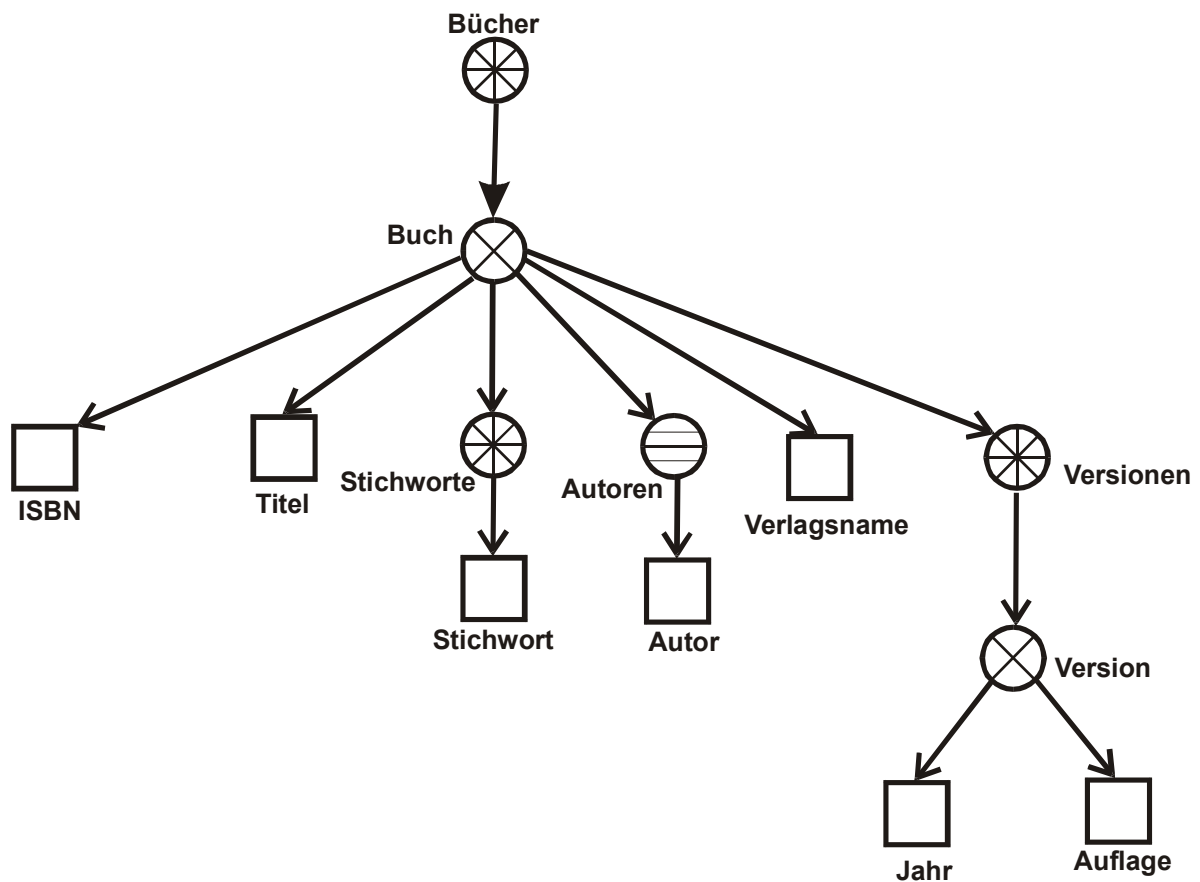 Bücher
Buch
ISBN
Titel
Stichworte
Autoren
Verlagsname
Versionen
Stichwort
Autor
Version
Jahr
Auflage